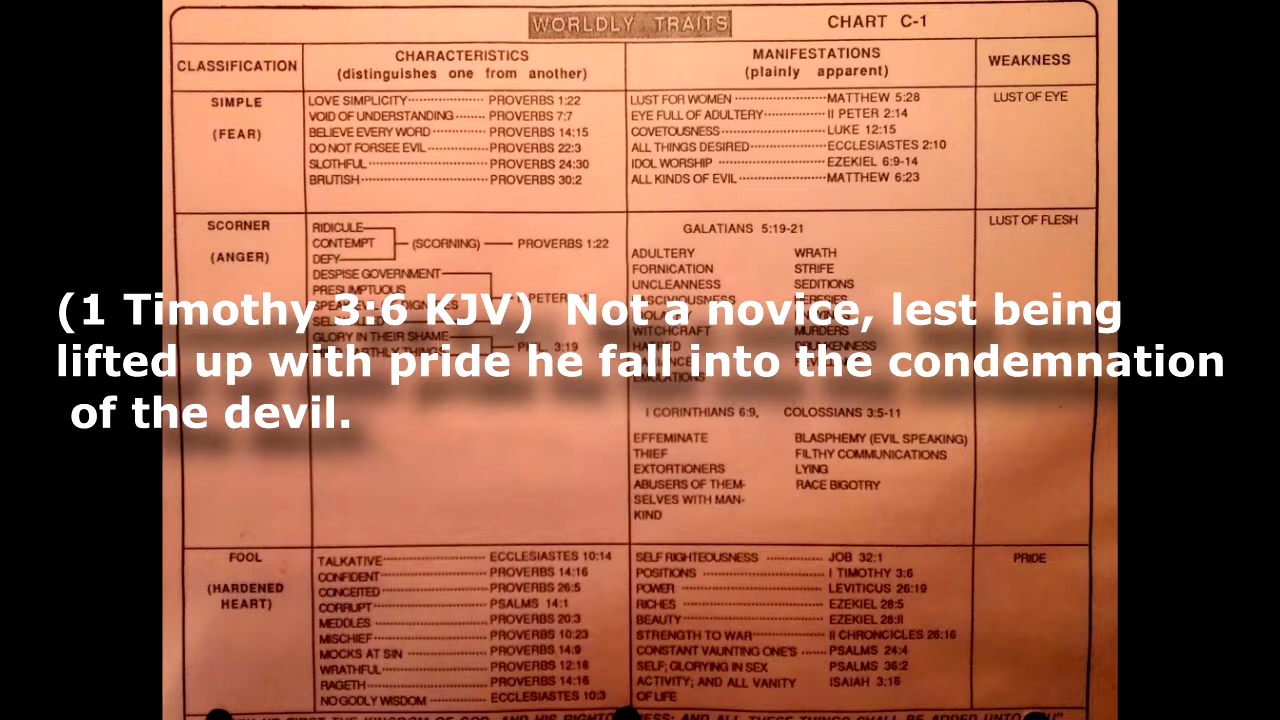 WORLDLY TRAITS CHART C-1
CLASSIFICATION
CHARACTERISTICS
(distinguishes one from another)
MANIFESTATIONS
(plainly apparent)
WEAKNESS
SIMPLE
(FEAR)
LOVE SIMPLICITY PROVERBS 1:22
VOID OF UNDERSTANDING PROVERBS 7:7
BELIEVE EVERY WORD PROVERBS 14:15
DO NOT FORSEE EVIL PROVERBS 22:3
SLOTHFUL PROVERBS 24:30
BRUTISH PROVERBS 30:2
LUST FOR WOMEN MATTHEW 5:28
EYE FULL OF ADULTERY II PETER 2:14
COVETOUSNESS LUKE 12:15
ALL THINGS DESIRED ECCLESIASTES 2:10
IDOL WORSHIP EZEKIEL 6:9-14
ALL KINDS OF EVIL MATTHEW 6:23
LUST OF EYE
SCORNER
(ANGER)
RIDICULE
CONTEMPT (SCORNING) PROVERBS 1:22
DEFY
DESPISE GOVERNMENT
PRESUMPTUOUS
GLORY IN THEIR SHAME
3:19
GALATIANS 5:19-21
ADULTERY
FORNICATION
UNCLEANNESS
WITCHCRAFT
EMULATIONS
WRATH
STRIFE
SEDITIONS
HERESIES
MURDERS
DRUNKENNESS
I CORINTHIANS 6:9, COLOSSIANS 3:5-11
EFFEMINATE
THIEF
EXTORTIONERS
ABUSERS OF THEM-
SELVES WITH MAN-
KIND
BLASPHEMY (EVIL SPEAKING)
FILTHY COMMUNICATIONS
LYING
RACE BIGOTRY
LUST OF FLESH
(1 Timothy 3:6 KJV) Not a novice, lest being
lifted up with pride he fall into the condemnation
of the devil.
FOOL
(HARDENED
HEART)
TALKATIVE ECCLESIASTES 10:14
CONFIDENT PROVERBS 14:16
CONCEITED PROVERBS 26:5
CORRUPT PSALMS 14:1
MEDDLES PROVERBS 20:3
MISCHIEF PROVERBS 10:23
MOCKS AT SIN PROVERBS 14:9
WRATHFUL PROVERBS 12:16
RAGETH PROVERBS 14:16
NO GODLY WISDOM ECCLESIASTES 10:3
SELF RIGHTEOUSNESS JOB 32:1
POSITIONS I TIMOTHY 3:6
POWER LEVITICUS 26:19
RICHES EZEKIEL 28:5
BEAUTY EZEKIEL 28:II
STRENGTH TO WAR II CHRONCICLES 26:16
CONSTANT VAUNTING ONE'S PSALMS 24:4
SELF; GLORYING IN SEX PSALMS 36:2
ACTIVITY; AND ALL VANITY ISAIAH 3:16
OF LIFE
PRIDE